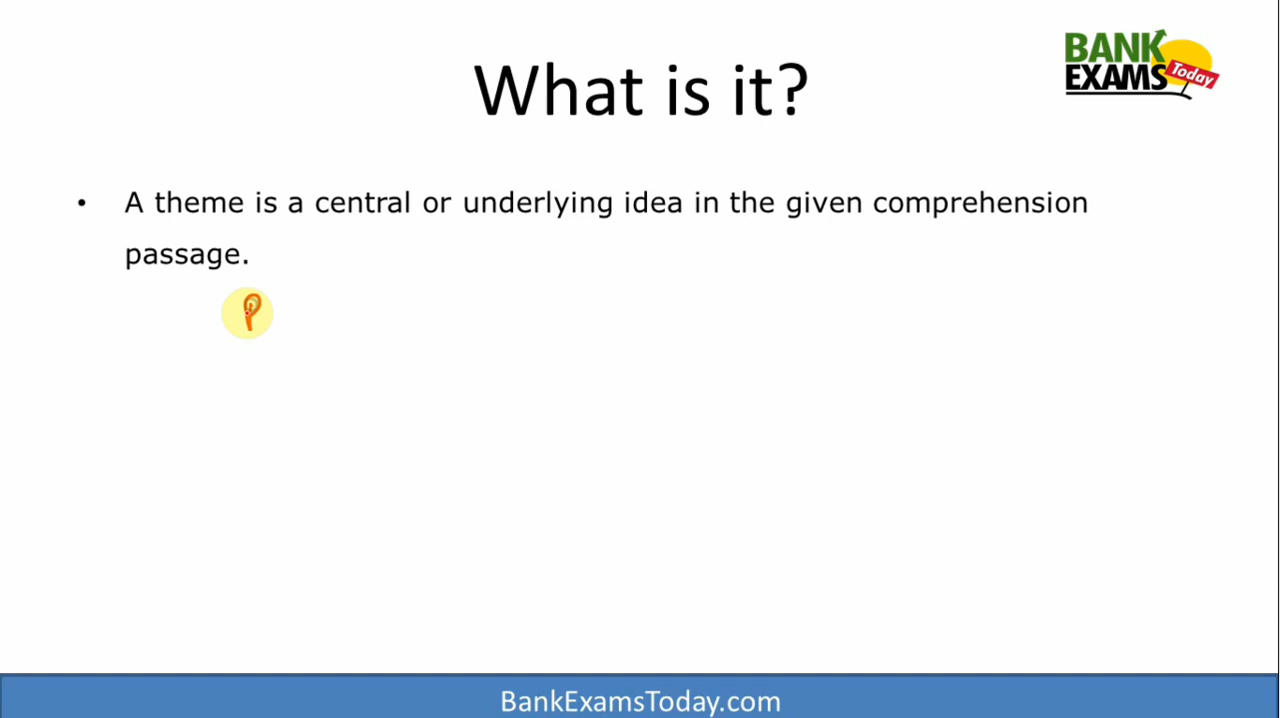 What is it?
BANK
EXAMS Today
• A theme is a central or underlying idea in the given comprehension
passage.
P
BankExamsToday.com